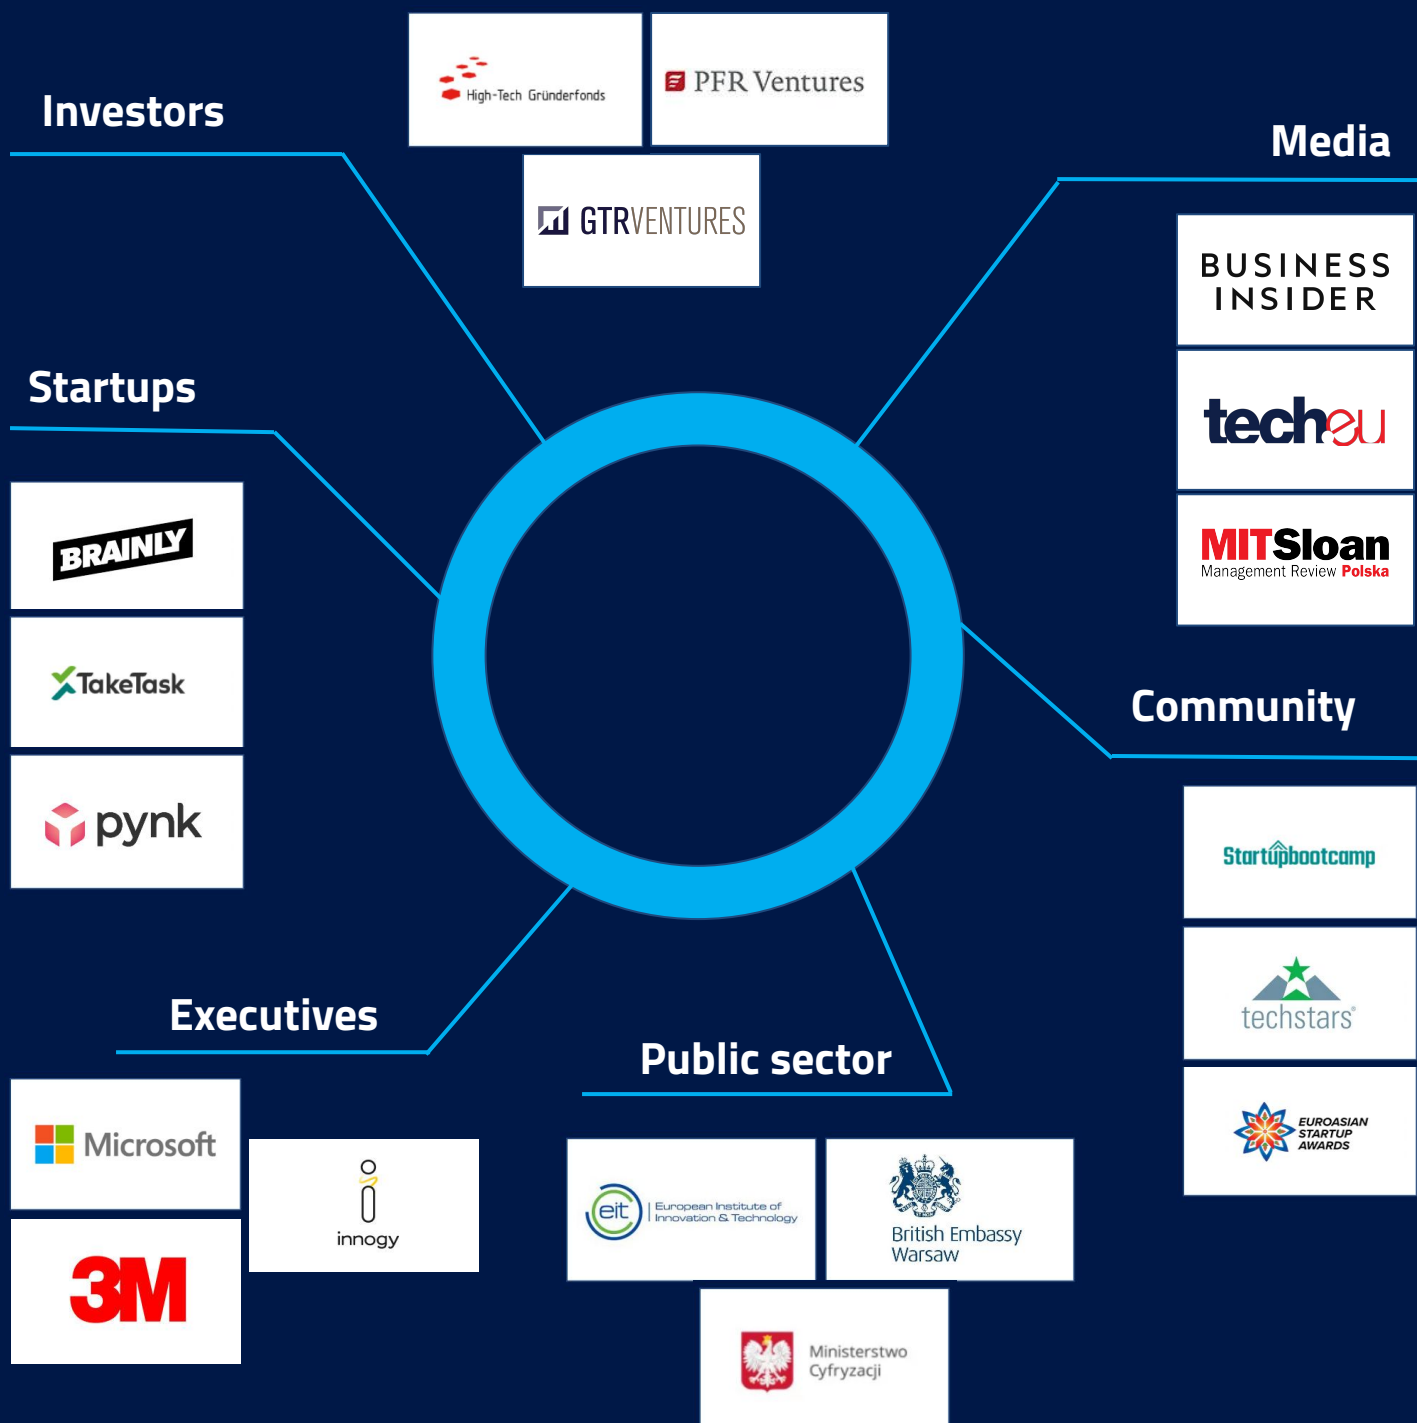 Investors
High-Tech Gründerfonds
PFR Ventures
GTRVENTURES
Media
BUSINESS
INSIDER
techeu
MITSloan
Management Review Polska
Startups
BRAINLY
TakeTask
pynk
Community
Startupbootcamp
techstars®
EUROASIAN
STARTUP
AWARDS
Executives
Microsoft
innogy
3M
Public sector
eit
European Institute of
Innovation & Technology
British Embassy
Warsaw
Ministerstwo
Cyfryzacji